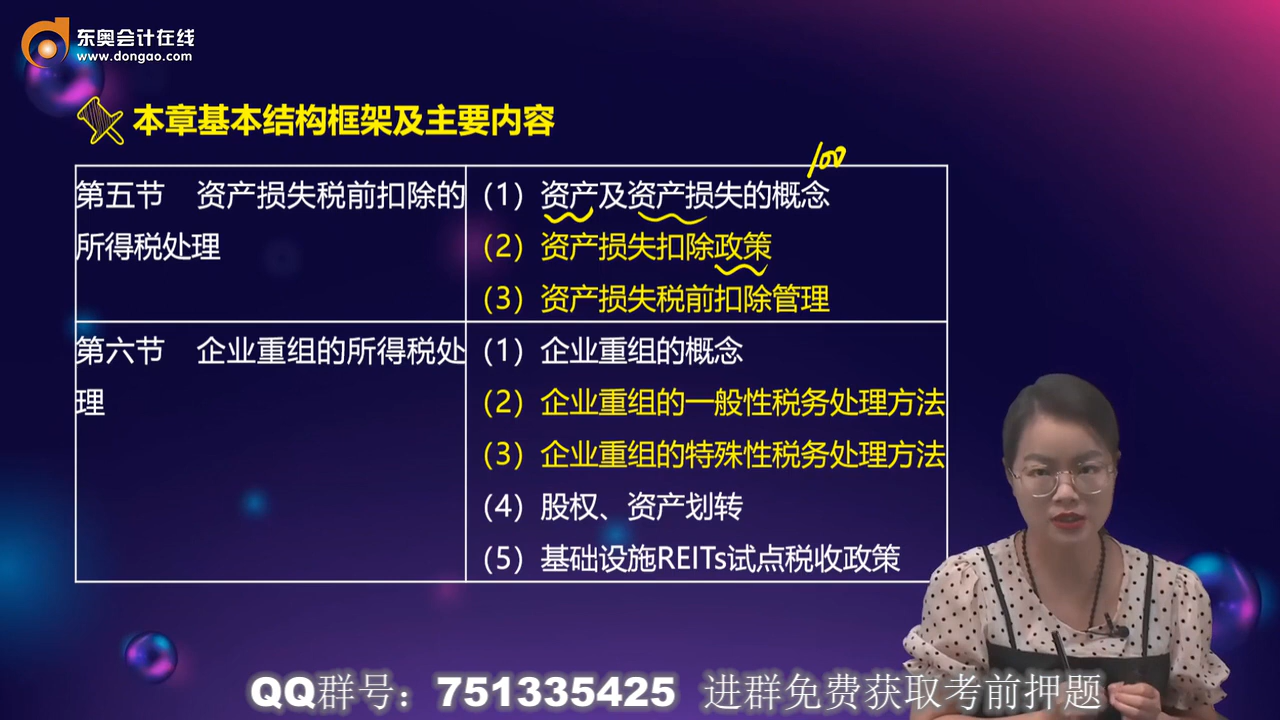 东奥会计在线
www.dongao.com
本章基本结构框架及主要内容
100
第五节 资产损失税前扣除的
所得税处理
（1）资产及资产损失的概念
（2）资产损失扣除政策
（3）资产损失税前扣除管理
第六节 企业重组的所得税处
理
（1）企业重组的概念
（2）企业重组的一般性税务处理方法
（3）企业重组的特殊性税务处理方法
（4）股权、资产划转
（5）基础设施REITs试点税收政策
QQ群号：751335425 进群免费获取考前押题